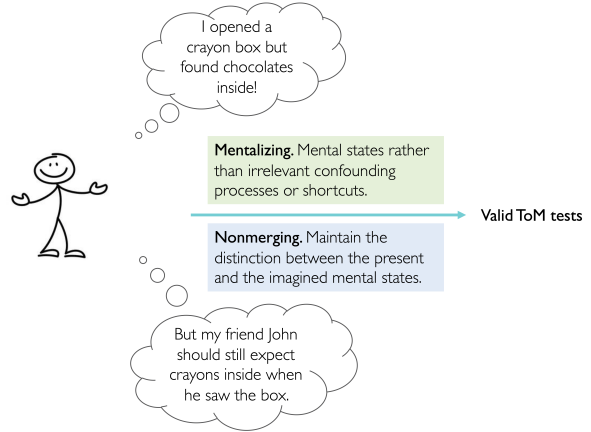 I opened a
crayon box but
found chocolates
inside!
Mentalizing. Mental states rather
than irrelevant confounding
processes or shortcuts.
Valid ToM tests
Nonmerging. Maintain the
distinction between the present
and the imagined mental states.
But my friend John
should still expect
crayons inside when
he saw the box.